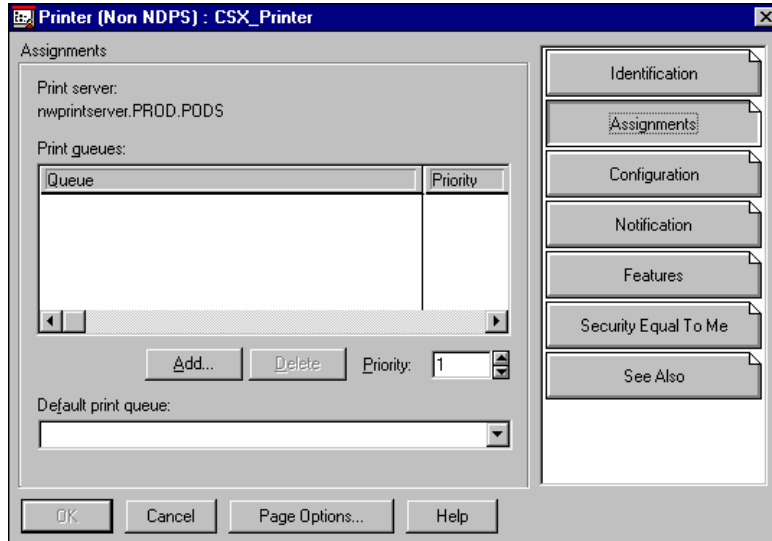 Printer (Non NDPS) : CSX_Printer
Assignments
Print server:
nwprintserver.PROD.PODS
Print queues:
Queue Priority
Add... Delete Priority: 1
Default print queue:
Identification
Assignments
Configuration
Notification
Features
Security Equal To Me
See Also
OK Cancel Page Options... Help